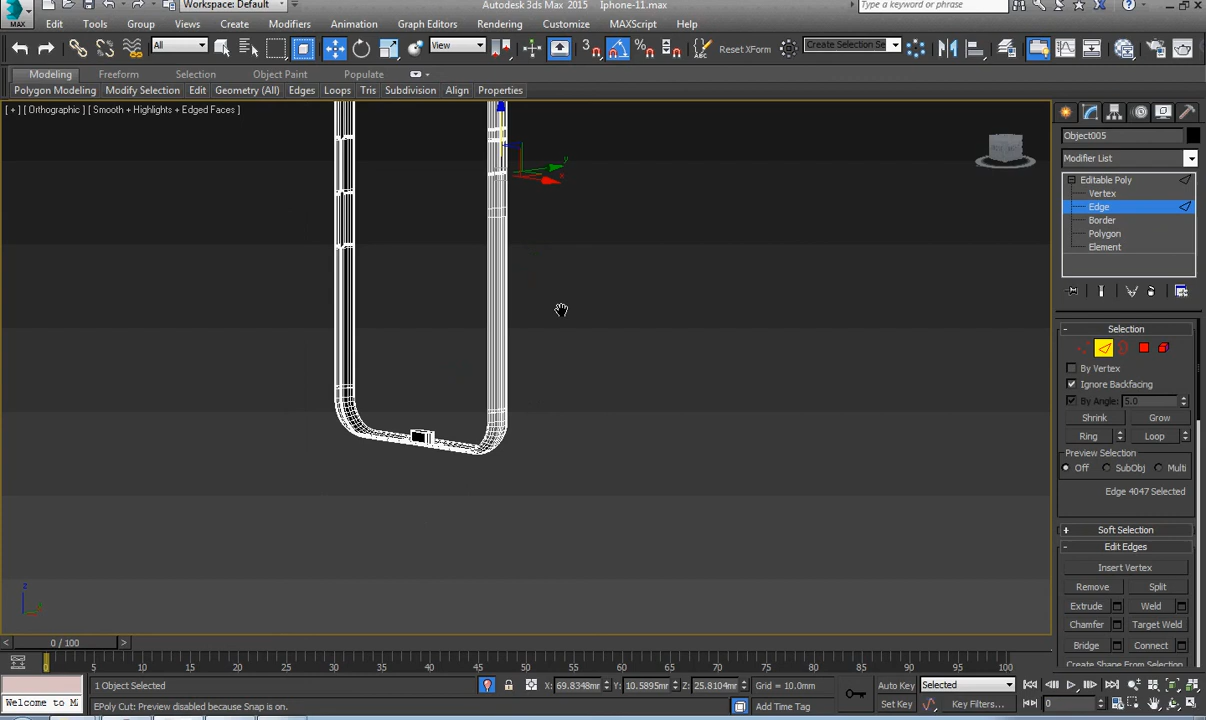 Workspace: Default
Autodesk 3ds Max 2015 Iphone-11.max
Type a keyword or phrase
MAX
Edit Tools Group Views Create Modifiers Animation Graph Editors Rendering Customize MAXScript Help
All View 3 % Reset XForm Create Selection Se
Modeling Freeform Selection Object Paint Populate
Polygon Modeling Modify Selection Edit Geometry (All) Edges Loops Tris Subdivision Align Properties
[ + ] [ Orthographic ] [ Smooth + Highlights + Edged Faces ]
y
x
z
Object005
Modifier List
Editable Poly
Vertex
Edge
Border
Polygon
Element
- Selection
By Vertex
Ignore Backfacing
By Angle: 5.0
Shrink Grow
Ring Loop
Preview Selection
Off SubObj Multi
Edge 4047 Selected
+ Soft Selection
- Edit Edges
Insert Vertex
Remove Split
Extrude Weld
Chamfer Target Weld
Bridge Connect
Create Shape From Selection
< 0 / 100 >
0 5 10 15 20 25 30 35 40 45 50 55 60 65 70 75 80 85 90 95 100
1 Object Selected X: 69.8348mm Y: 10.5895mm Z: 25.8104mm Grid = 10.0mm Auto Key Selected
Welcome to M EPoly Cut: Preview disabled because Snap is on. Add Time Tag Set Key Key Filters... 0